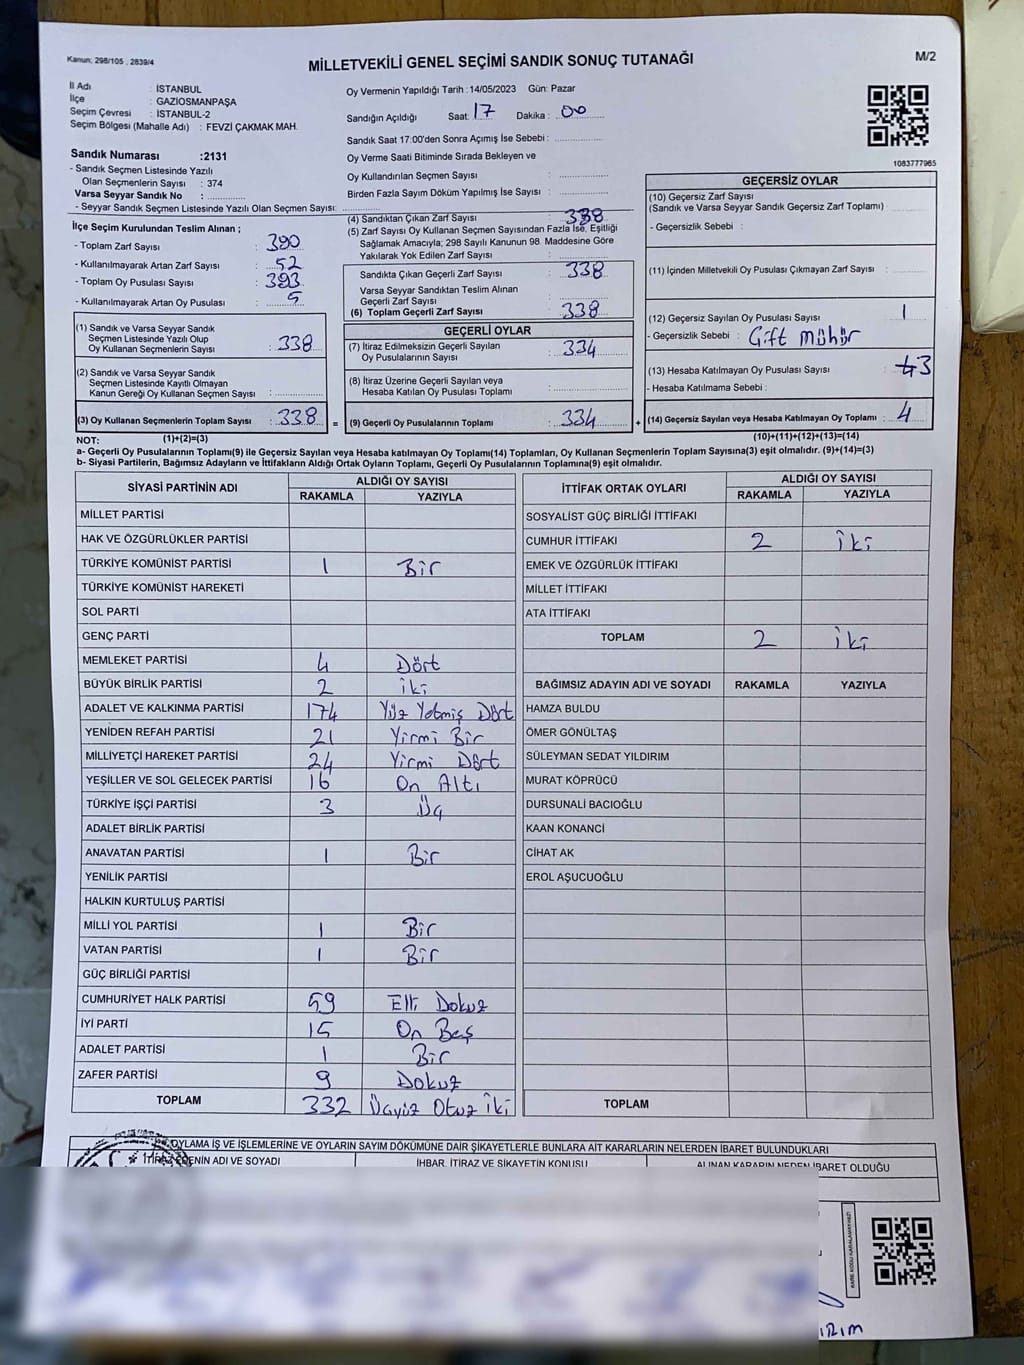 Kanun; 298/105 , 2839/4
MİLLETVEKİLİ GENEL SEÇİMİ SANDIK SONUÇ TUTANAĞI
M/2
İl Adı : İSTANBUL
İlçe : GAZİOSMANPAŞA
Seçim Çevresi : İSTANBUL-2
Seçim Bölgesi (Mahalle Adı) : FEVZİ ÇAKMAK MAH.
Oy Vermenin Yapıldığı Tarih : 14/05/2023 Gün: Pazar
Sandığın Açıldığı Saat: 17 Dakika : 00
Sandık Saat 17:00'den Sonra Açımış İse Sebebi :
Oy Verme Saati Bitiminde Sırada Bekleyen ve
Oy Kullandırılan Seçmen Sayısı :
Birden Fazla Sayım Döküm Yapılmış İse Sayısı :
1083777965
Sandık Numarası :2131
- Sandık Seçmen Listesinde Yazılı
Olan Seçmenlerin Sayısı : 374
Varsa Seyyar Sandık No :
- Seyyar Sandık Seçmen Listesinde Yazılı Olan Seçmen Sayısı:
İlçe Seçim Kurulundan Teslim Alınan ;
- Toplam Zarf Sayısı : 390
- Kullanılmayarak Artan Zarf Sayısı : 52
- Toplam Oy Pusulası Sayısı : 393
- Kullanılmayarak Artan Oy Pusulası : 5
(1) Sandık ve Varsa Seyyar Sandık
Seçmen Listesinde Yazılı Olup
Oy Kullanan Seçmenlerin Sayısı : 338
(2) Sandık ve Varsa Seyyar Sandık
Seçmen Listesinde Kayıtlı Olmayan
Kanun Gereği Oy Kullanan Seçmen Sayısı :
(3) Oy Kullanan Seçmenlerin Toplam Sayısı : 338 =
(4) Sandıktan Çıkan Zarf Sayısı : 338
(5) Zarf Sayısı Oy Kullanan Seçmen Sayısından Fazla İse, Eşitliği
Sağlamak Amacıyla; 298 Sayılı Kanunun 98. Maddesine Göre
Yakılarak Yok Edilen Zarf Sayısı :
Sandıkta Çıkan Geçerli Zarf Sayısı : 338
Varsa Seyyar Sandıktan Teslim Alınan
Geçerli Zarf Sayısı :
(6) Toplam Geçerli Zarf Sayısı : 338
GEÇERLİ OYLAR
(7) İtiraz Edilmeksizin Geçerli Sayılan
Oy Pusulalarının Sayısı : 334
(8) İtiraz Üzerine Geçerli Sayılan veya
Hesaba Katılan Oy Pusulası Toplamı :
(9) Geçerli Oy Pusulalarının Toplamı : 334 +
GEÇERSİZ OYLAR
(10) Geçersiz Zarf Sayısı
(Sandık ve Varsa Seyyar Sandık Geçersiz Zarf Toplamı) :
- Geçersizlik Sebebi :
(11) İçinden Milletvekili Oy Pusulası Çıkmayan Zarf Sayısı :
(12) Geçersiz Sayılan Oy Pusulası Sayısı : 1
- Geçersizlik Sebebi : Çift mühür
(13) Hesaba Katılmayan Oy Pusulası Sayısı : 3
- Hesaba Katılmama Sebebi :
(14) Geçersiz Sayılan veya Hesaba Katılmayan Oy Toplamı : 4
NOT: (1)+(2)=(3) (10)+(11)+(12)+(13)=(14)
a- Geçerli Oy Pusulalarının Toplamı(9) ile Geçersiz Sayılan veya Hesaba katılmayan Oy Toplamı(14) Toplamları, Oy Kullanan Seçmenlerin Toplam Sayısına(3) eşit olmalıdır. (9)+(14)=(3)
b- Siyasi Partilerin, Bağımsız Adayların ve İttifakların Aldığı Ortak Oyların Toplamı, Geçerli Oy Pusulalarının Toplamına(9) eşit olmalıdır.
SİYASİ PARTİNİN ADI ALDIĞI OY SAYISI
RAKAMLA YAZIYLA
MİLLET PARTİSİ
HAK VE ÖZGÜRLÜKLER PARTİSİ
TÜRKİYE KOMÜNİST PARTİSİ 1 Bir
TÜRKİYE KOMÜNİST HAREKETİ
SOL PARTİ
GENÇ PARTİ
MEMLEKET PARTİSİ 4 Dört
BÜYÜK BİRLİK PARTİSİ 2 iki
ADALET VE KALKINMA PARTİSİ 174 Yüz Yetmiş Dört
YENİDEN REFAH PARTİSİ 21 Yirmi Bir
MİLLİYETÇİ HAREKET PARTİSİ 24 Yirmi Dört
YEŞİLLER VE SOL GELECEK PARTİSİ 16 On Altı
TÜRKİYE İŞÇİ PARTİSİ 3 Üç
ADALET BİRLİK PARTİSİ
ANAVATAN PARTİSİ 1 Bir
YENİLİK PARTİSİ
HALKIN KURTULUŞ PARTİSİ
MİLLİ YOL PARTİSİ 1 Bir
VATAN PARTİSİ 1 Bir
GÜÇ BİRLİĞİ PARTİSİ
CUMHURİYET HALK PARTİSİ 59 Elli Dokuz
İYİ PARTİ 15 On Beş
ADALET PARTİSİ 1 Bir
ZAFER PARTİSİ 9 Dokuz
TOPLAM 332 Üçyüz Otuz İki
İTTİFAK ORTAK OYLARI ALDIĞI OY SAYISI
RAKAMLA YAZIYLA
SOSYALİST GÜÇ BİRLİĞİ İTTİFAKI
CUMHUR İTTİFAKI 2 iki
EMEK VE ÖZGÜRLÜK İTTİFAKI
MİLLET İTTİFAKI
ATA İTTİFAKI
TOPLAM 2 iki
BAĞIMSIZ ADAYIN ADI VE SOYADI RAKAMLA YAZIYLA
HAMZA BULDU
ÖMER GÖNÜLTAŞ
SÜLEYMAN SEDAT YILDIRIM
MURAT KÖPRÜCÜ
DURSUNALİ BACIOĞLU
KAAN KONANCİ
CİHAT AK
EROL AŞUCUOĞLU
TOPLAM
OYLAMA İŞ VE İŞLEMLERİNE VE OYLARIN SAYIM DÖKÜMÜNE DAİR ŞİKAYETLERLE BUNLARA AİT KARARLARIN NELERDEN İBARET BULUNDUKLARI
İTİRAZ EDENİN ADI VE SOYADI İHBAR, İTİRAZ VE ŞİKAYETİN KONUSU ALINAN KARARIN NEDEN İBARET OLDUĞU